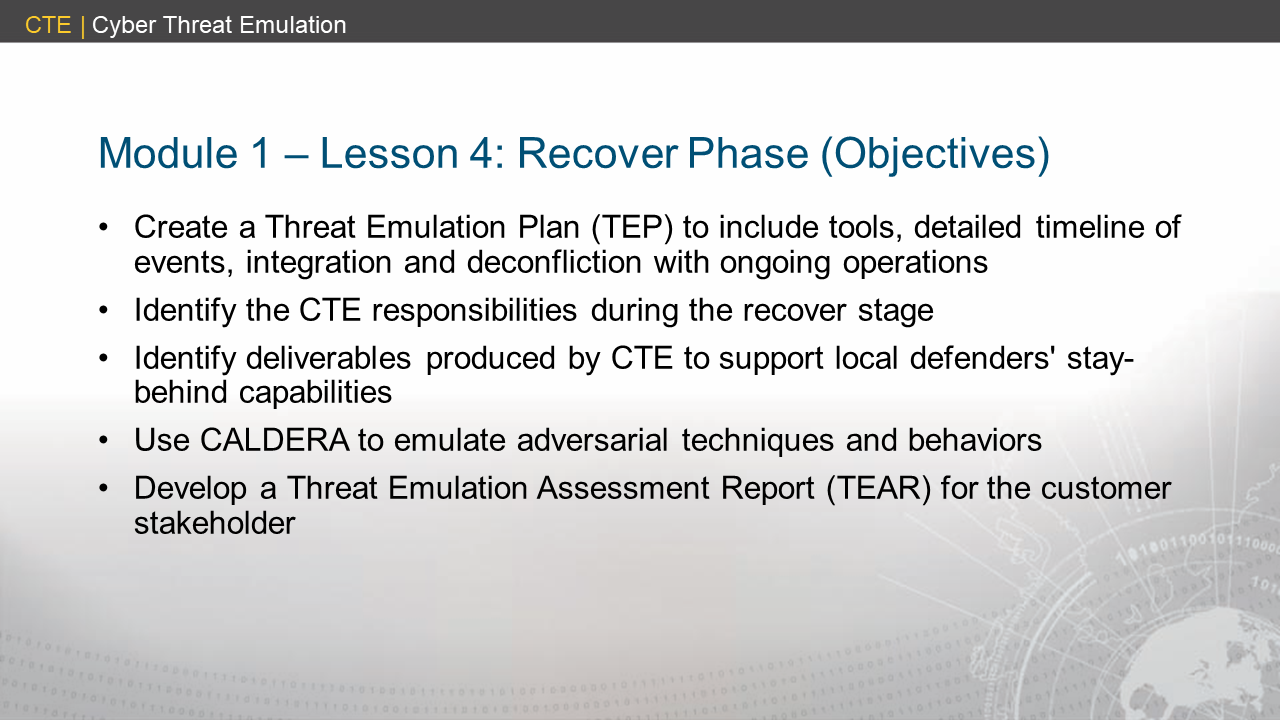 CTE | Cyber Threat Emulation
Module 1 – Lesson 4: Recover Phase (Objectives)
• Create a Threat Emulation Plan (TEP) to include tools, detailed timeline of
events, integration and deconfliction with ongoing operations
• Identify the CTE responsibilities during the recover stage
• Identify deliverables produced by CTE to support local defenders' stay-
behind capabilities
• Use CALDERA to emulate adversarial techniques and behaviors
• Develop a Threat Emulation Assessment Report (TEAR) for the customer
stakeholder